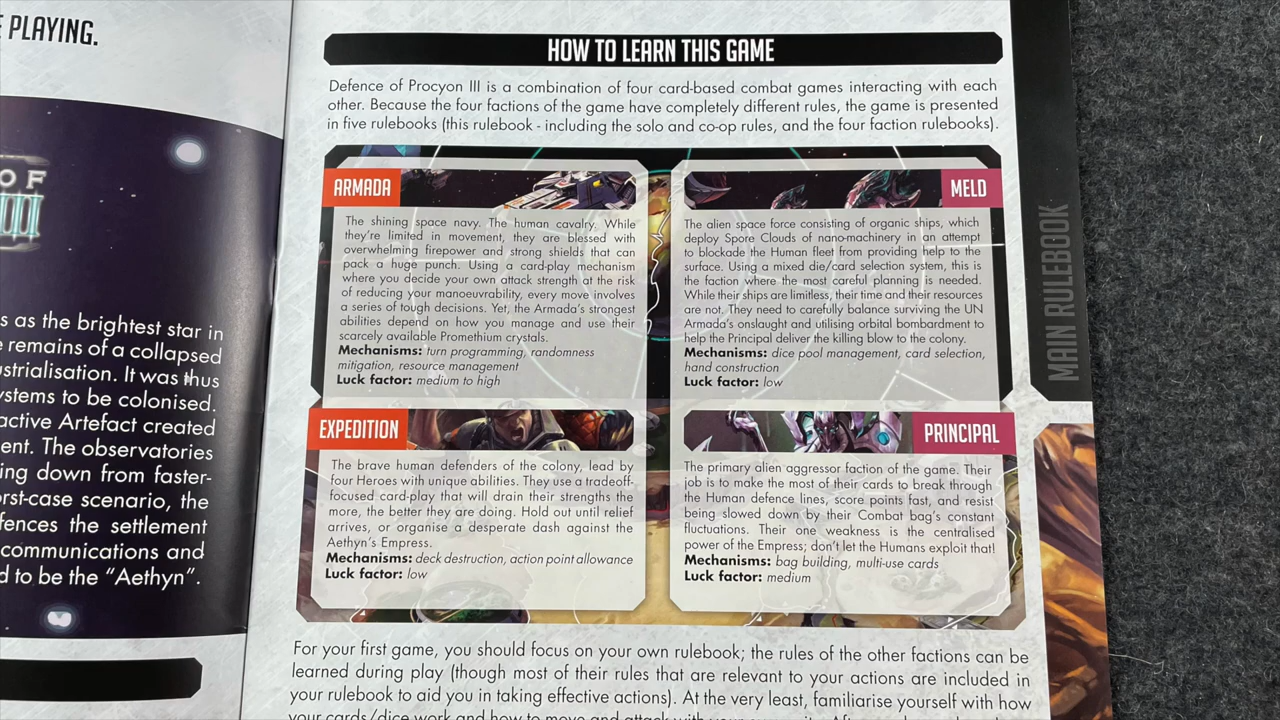 E PLAYING.
OF
III
s as the brightest star in
e remains of a collapsed
ustrialisation. It was thus
ystems to be colonised.
active Artefact created
ent. The observatories
ing down from faster-
orst-case scenario, the
fences the settlement
communications and
d to be the “Aethyn”.
HOW TO LEARN THIS GAME
Defence of Procyon III is a combination of four card-based combat games interacting with each
other. Because the four factions of the game have completely different rules, the game is presented
in five rulebooks (this rulebook - including the solo and co-op rules, and the four faction rulebooks).
ARMADA
The shining space navy. The human cavalry. While
they're limited in movement, they are blessed with
overwhelming firepower and strong shields that can
pack a huge punch. Using a card-play mechanism
where you decide your own attack strength at the risk
of reducing your manoeuvrability, every move involves
a series of tough decisions. Yet, the Armada's strongest
abilities depend on how you manage and use their
scarcely available Promethium crystals.
Mechanisms: turn programming, randomness
mitigation, resource management
Luck factor: medium to high
MELD
The alien space force consisting of organic ships, which
deploy Spore Clouds of nano-machinery in an attempt
to blockade the Human fleet from providing help to the
surface. Using a mixed die/card selection system, this is
the faction where the most careful planning is needed.
While their ships are limitless, their time and their resources
are not. They need to carefully balance surviving the UN
Armada's onslaught and utilising orbital bombardment to
help the Principal deliver the killing blow to the colony.
Mechanisms: dice pool management, card selection,
hand construction
Luck factor: low
EXPEDITION
The brave human defenders of the colony, lead by
four Heroes with unique abilities. They use a tradeoff-
focused card-play that will drain their strengths the
more, the better they are doing. Hold out until relief
arrives, or organise a desperate dash against the
Aethyn's Empress.
Mechanisms: deck destruction, action point allowance
Luck factor: low
PRINCIPAL
The primary alien aggressor faction of the game. Their
job is to make the most of their cards to break through
the Human defence lines, score points fast, and resist
being slowed down by their Combat bag's constant
fluctuations. Their one weakness is the centralised
power of the Empress; don't let the Humans exploit that!
Mechanisms: bag building, multi-use cards
Luck factor: medium
For your first game, you should focus on your own rulebook; the rules of the other factions can be
learned during play (though most of their rules that are relevant to your actions are included in
your rulebook to aid you in taking effective actions). At the very least, familiarise yourself with how
your cards/dice work and how to move and attack with your
MAIN RULEBOOK